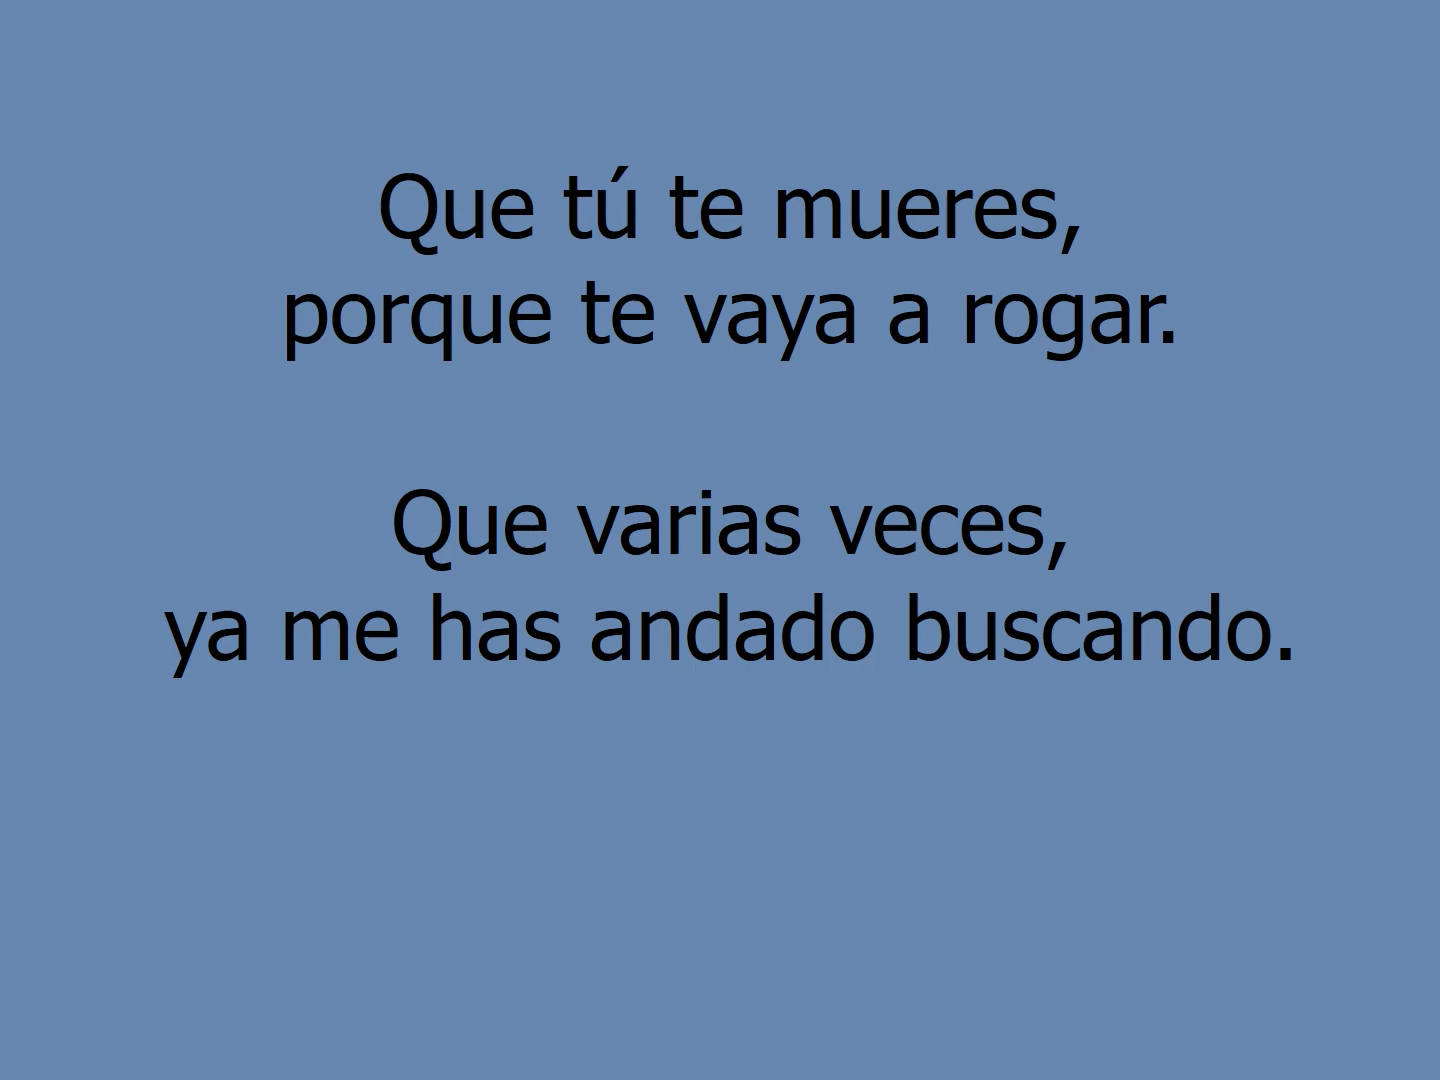 Que tú te mueres,
porque te vaya a rogar.
Que varias veces,
ya me has andado buscando.